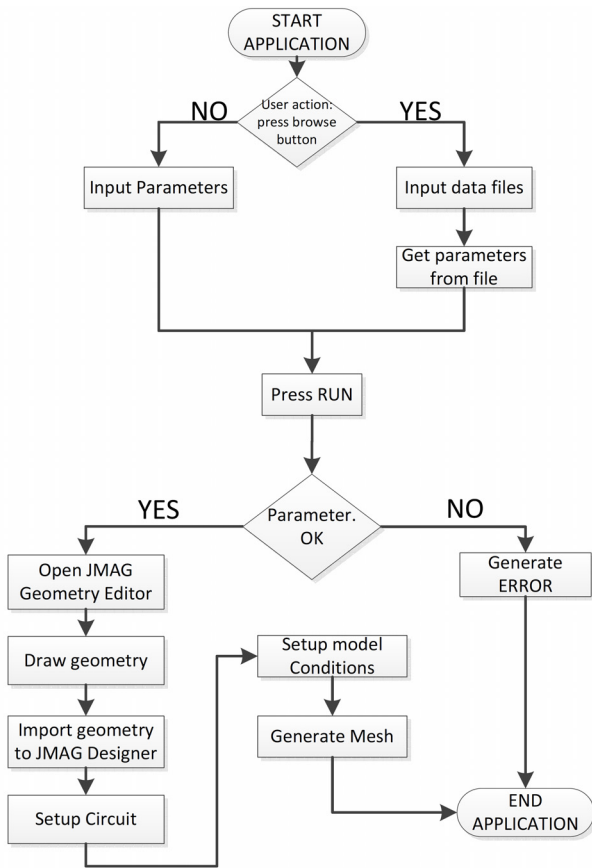 START
APPLICATION
User action:
press browse
button
NO
YES
Input Parameters
Input data files
Get parameters
from file
Press RUN
Parameter.
OK
YES
NO
Open JMAG
Geometry Editor
Generate
ERROR
Draw geometry
Setup model
Conditions
Import geometry
to JMAG Designer
Generate Mesh
Setup Circuit
END
APPLICATION